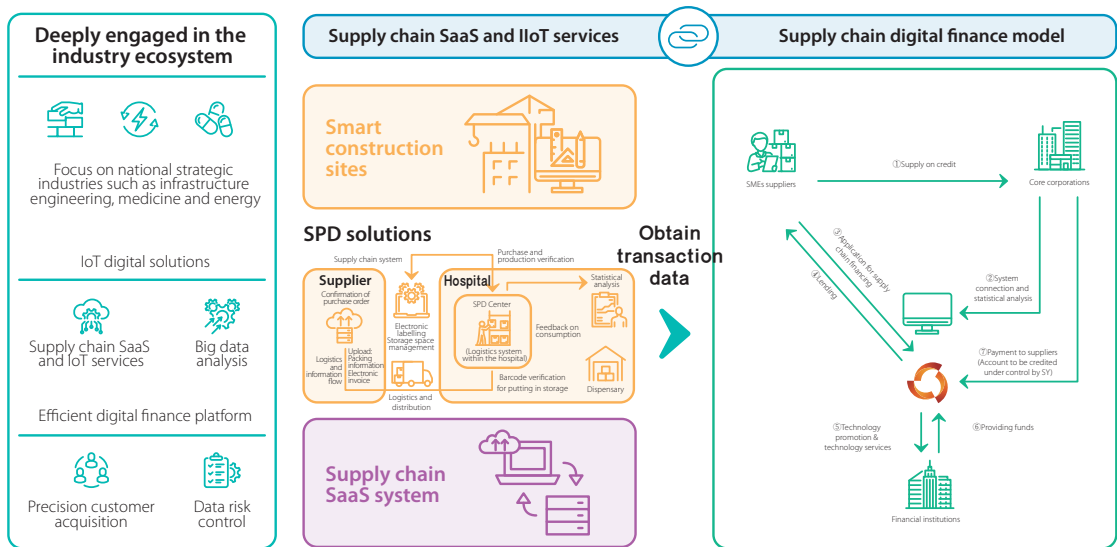 Deeply engaged in the
industry ecosystem
Focus on national strategic
industries such as infrastructure
engineering, medicine and energy
IoT digital solutions
Supply chain SaaS
and IoT services
Big data
analysis
Efficient digital finance platform
Precision customer
acquisition
Data risk
control
Supply chain SaaS and IIoT services
Smart
construction
sites
SPD solutions
Supply chain system
Purchase and
production verification
Supplier
Confirmation of
purchase order
Logistics
and
information
flow
Upload:
Packing
information
Electronic
invoice
Electronic
labelling
Storage space
management
Logistics and
distribution
Hospital
SPD Center
(Logistics system
within the hospital)
Statistical
analysis
Feedback on
consumption
Barcode verification
for putting in storage
Dispensary
Supply chain
SaaS system
Obtain
transaction
data
Supply chain digital finance model
SMEs suppliers
①Supply on credit
Core corporations
③Application for supply
chain financing
④Lending
②System
connection and
statistical analysis
⑦Payment to suppliers
(Account to be credited
under control by SY)
⑤Technology
promotion &
technology services
⑥Providing funds
Financial institutions